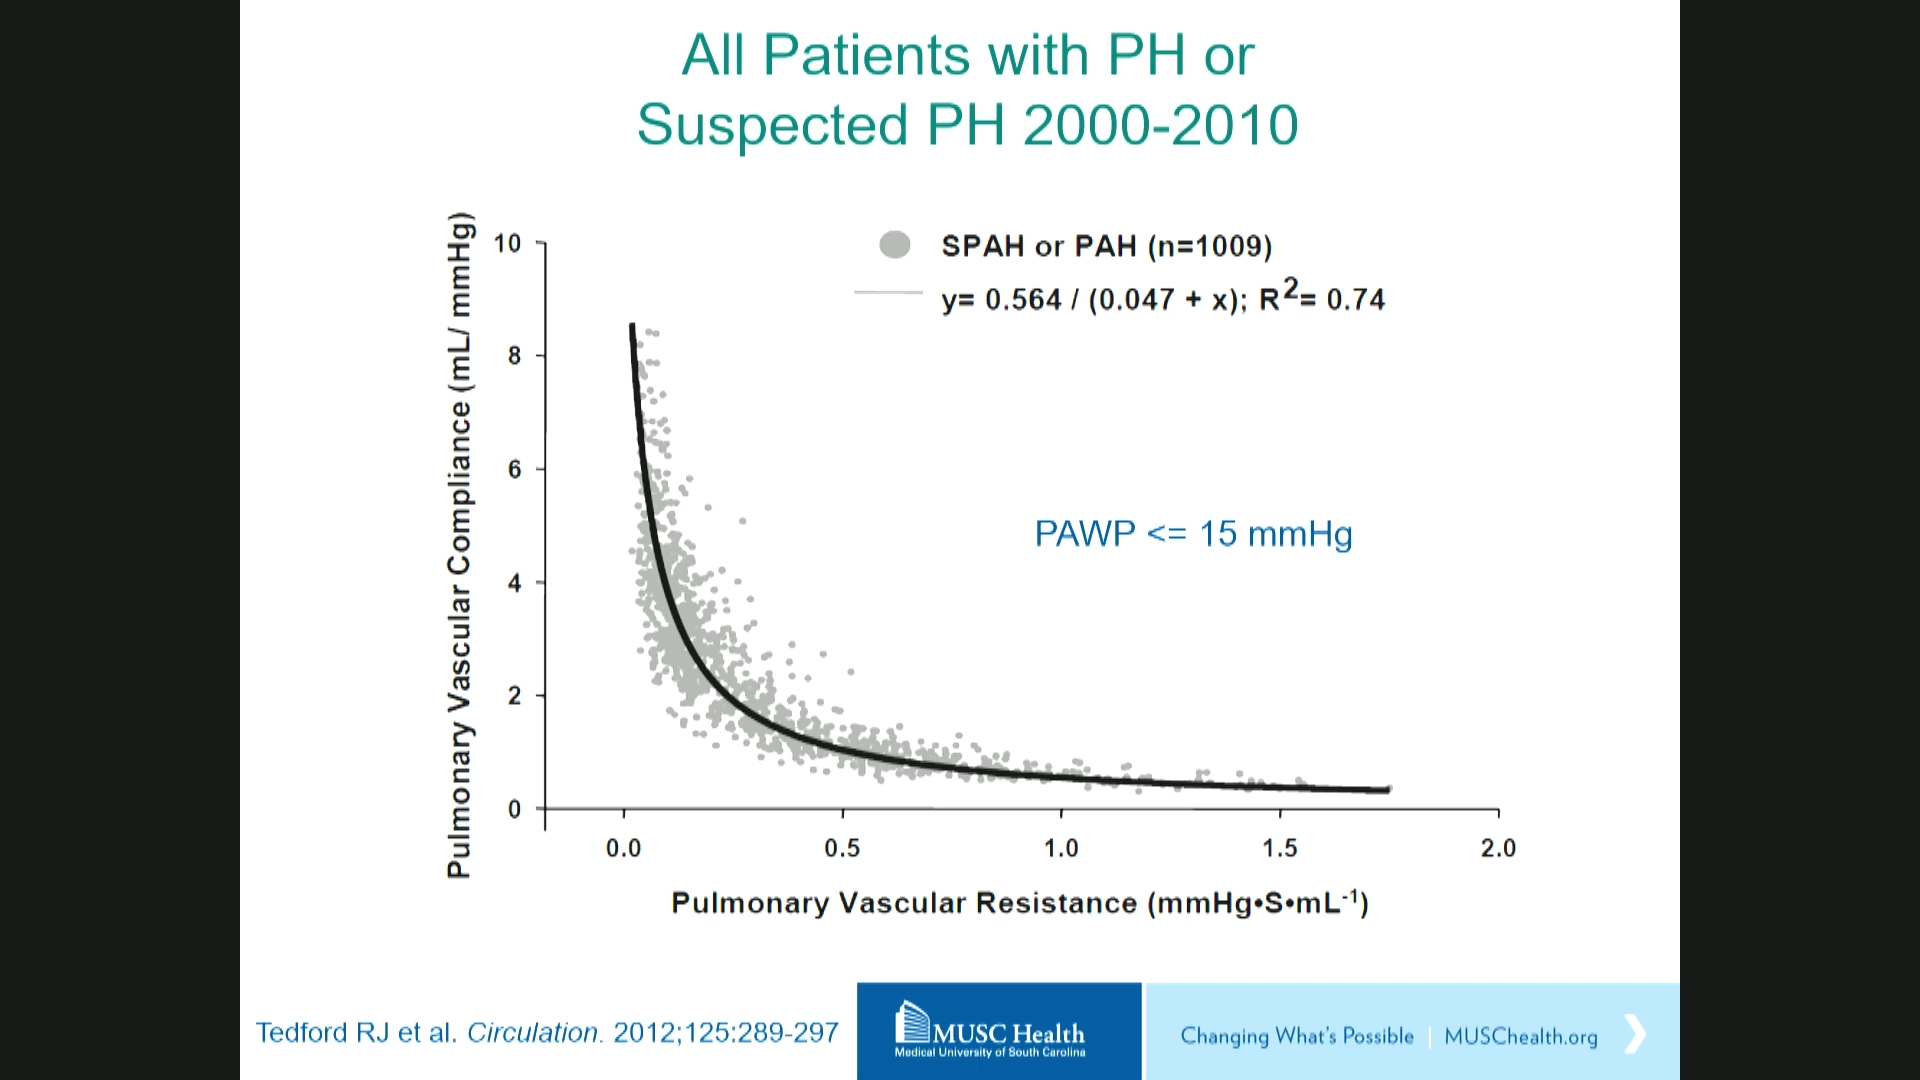 All Patients with PH or
Suspected PH 2000-2010
Pulmonary Vascular Compliance (mL/ mmHg)
10
8
6
4
2
0
SPAH or PAH (n=1009)
y= 0.564 / (0.047 + x); R²= 0.74
PAWP <= 15 mmHg
0.0 0.5 1.0 1.5 2.0
Pulmonary Vascular Resistance (mmHg•S•mL⁻¹)
Tedford RJ et al. Circulation. 2012;125:289-297
MUSC Health
Medical University of South Carolina
Changing What's Possible | MUSChealth.org